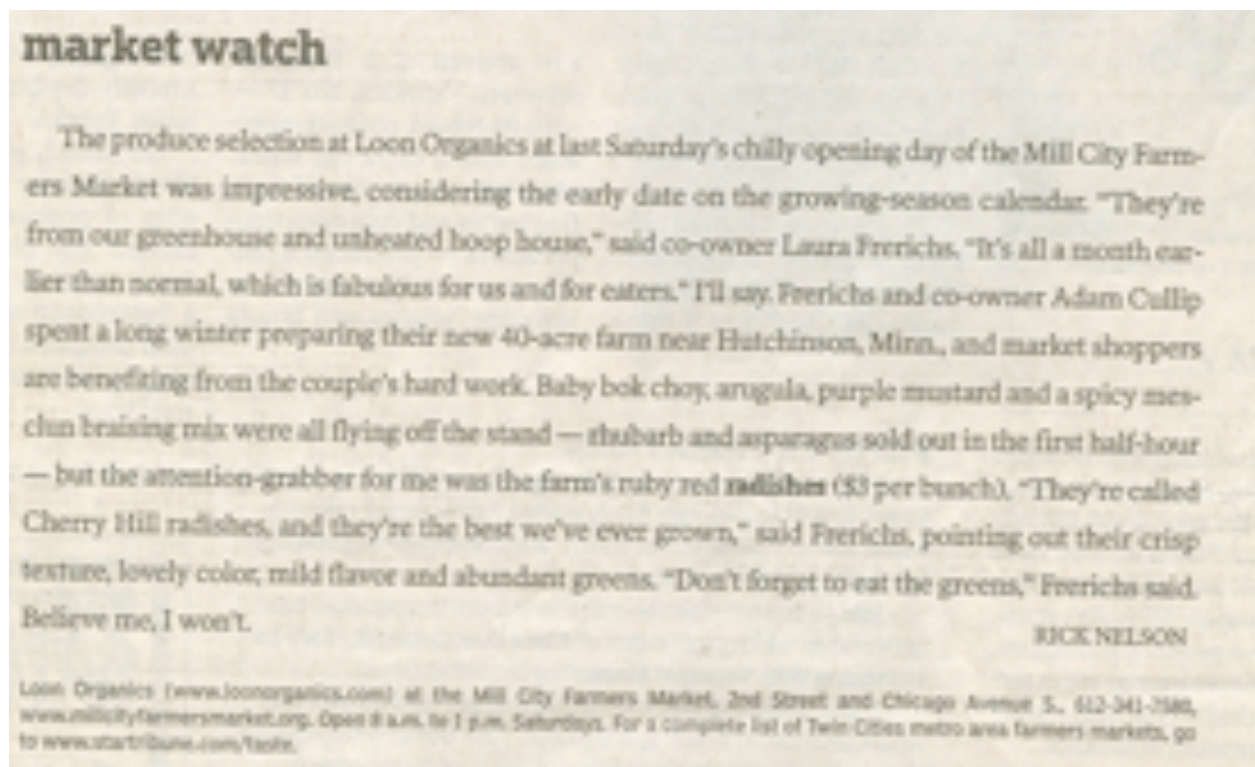 market watch
The produce selection at Loon Organics at last Saturday's chilly opening day of the Mill City Farm-
ers Market was impressive, considering the early date on the growing-season calendar. "They're
from our greenhouse and unheated hoop house," said co-owner Laura Frerichs. "It's all a month ear-
lier than normal, which is fabulous for us and for eaters." I'll say. Frerichs and co-owner Adam Cullip
spent a long winter preparing their new 40-acre farm near Hutchinson, Minn., and market shoppers
are benefiting from the couple's hard work. Baby bok choy, arugula, purple mustard and a spicy mes-
clun braising mix were all flying off the stand — rhubarb and asparagus sold out in the first half-hour
— but the attention-grabber for me was the farm's ruby red radishes ($3 per bunch). "They're called
Cherry Hill radishes, and they're the best we've ever grown," said Frerichs, pointing out their crisp
texture, lovely color, mild flavor and abundant greens. "Don't forget to eat the greens," Frerichs said.
Believe me, I won't.
RICK NELSON
Loon Organics (www.loonorganics.com) at the Mill City Farmers Market, 2nd Street and Chicago Avenue S., 612-341-7580,
www.millcityfarmersmarket.org. Open 8 a.m. to 1 p.m. Saturdays. For a complete list of Twin Cities metro area farmers markets, go
to www.startribune.com/taste.